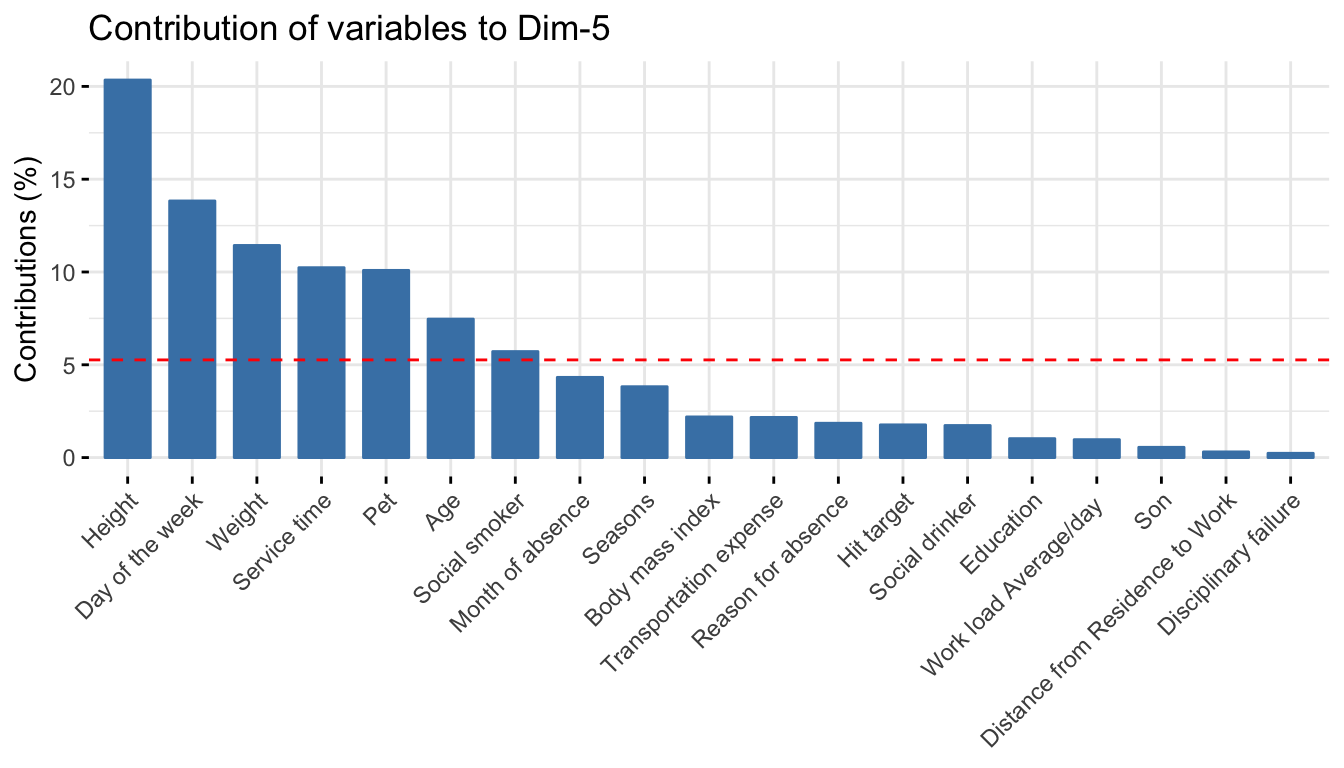 Contribution of variables to Dim-5
Contributions (%)
20
15
10
5
0
Height
Day of the week
Weight
Service time
Pet
Age
Social smoker
Month of absence
Seasons
Body mass index
Transportation expense
Reason for absence
Hit target
Social drinker
Education
Work load Average/day
Son
Distance from Residence to Work
Disciplinary failure